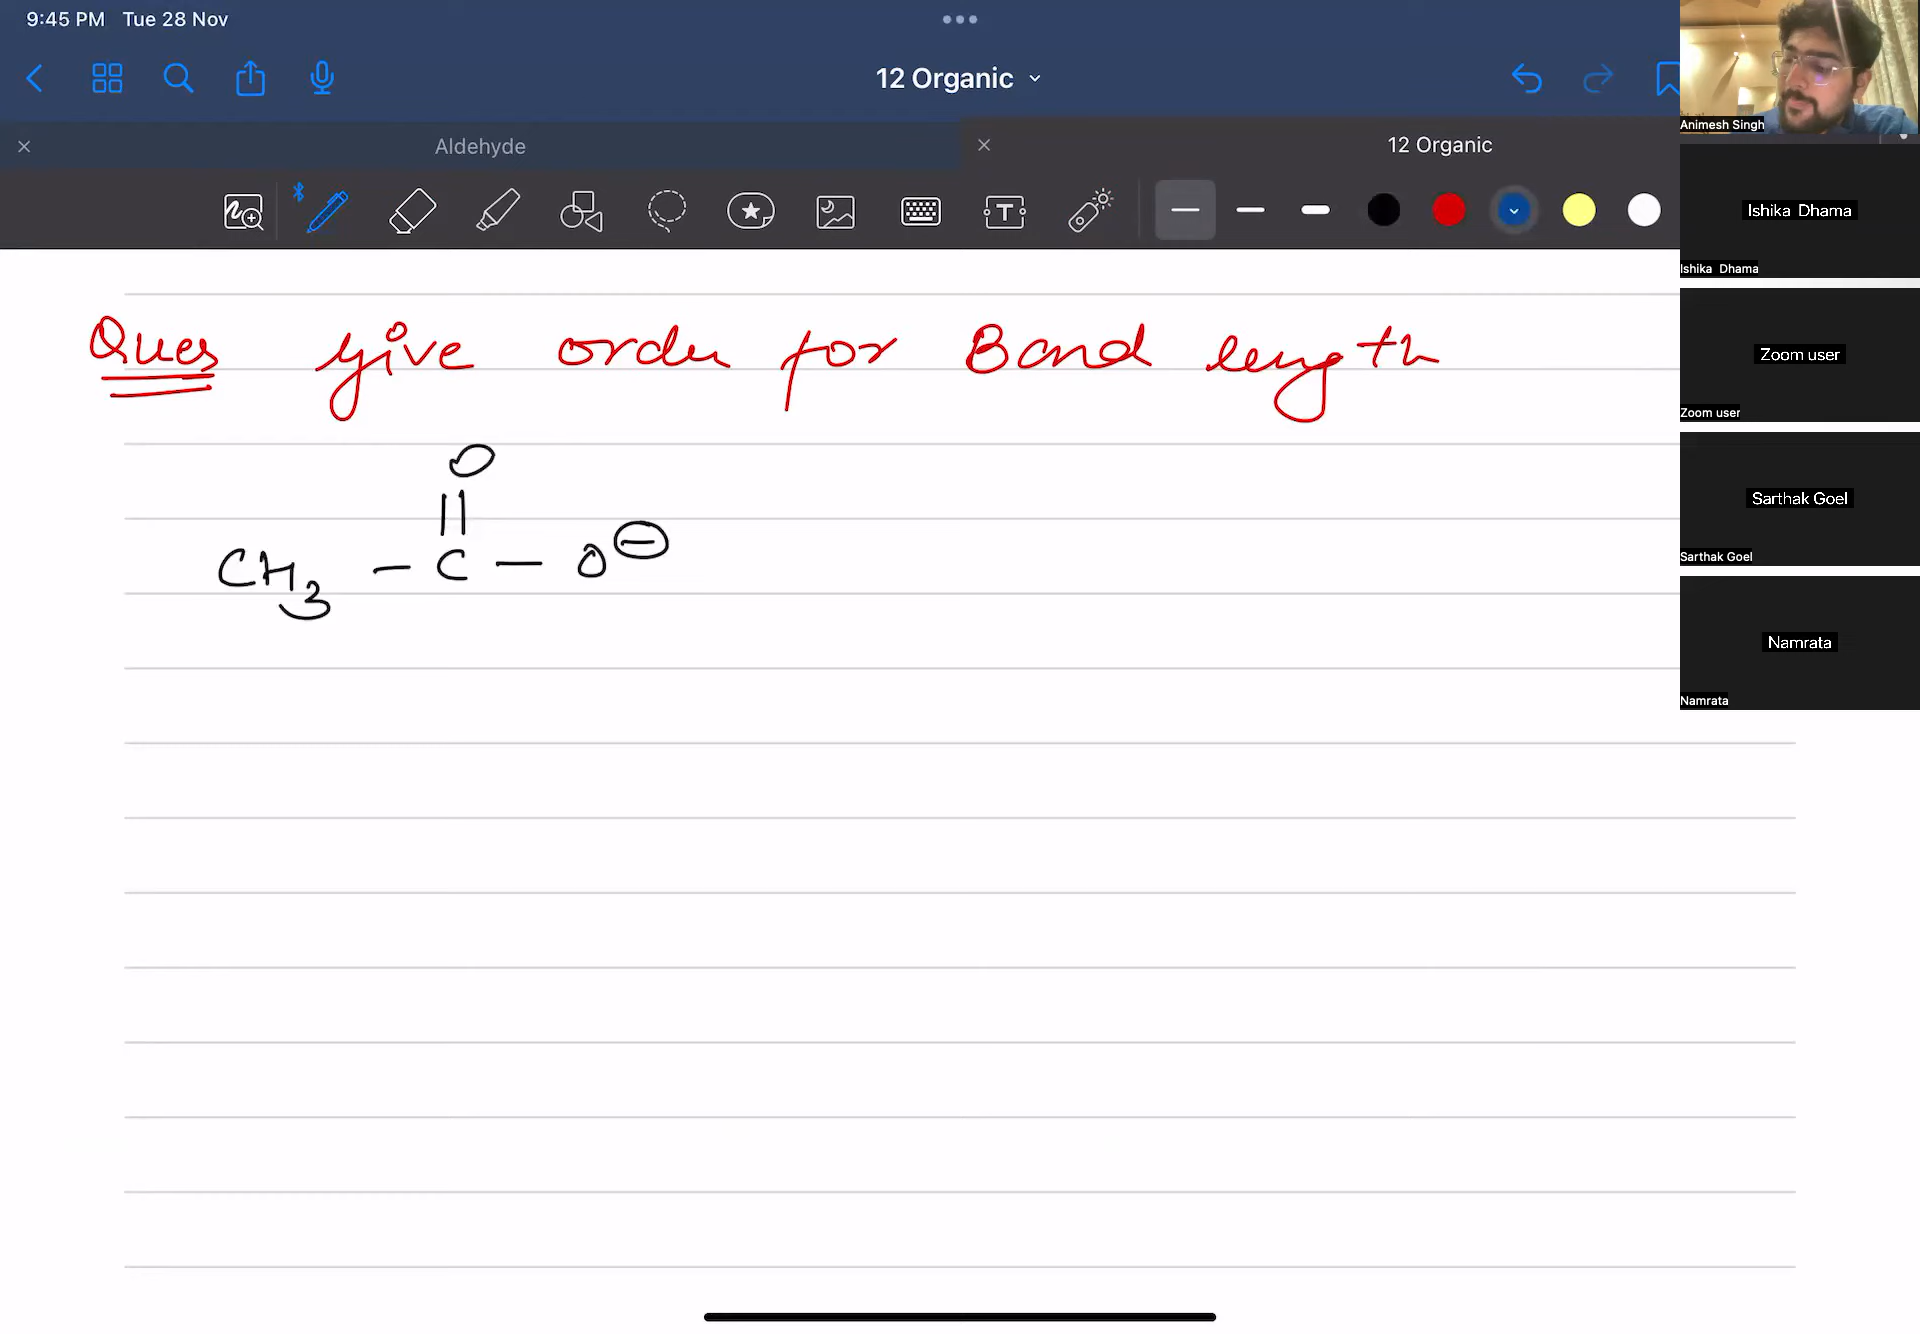 9:45 PM Tue 28 Nov
12 Organic
Aldehyde
12 Organic
T
Animesh Singh
Ishika Dhama
Ishika Dhama
Zoom user
Zoom user
Sarthak Goel
Sarthak Goel
Namrata
Namrata
Ques give order for Bond length
O
||
CH3 - C - O⊖